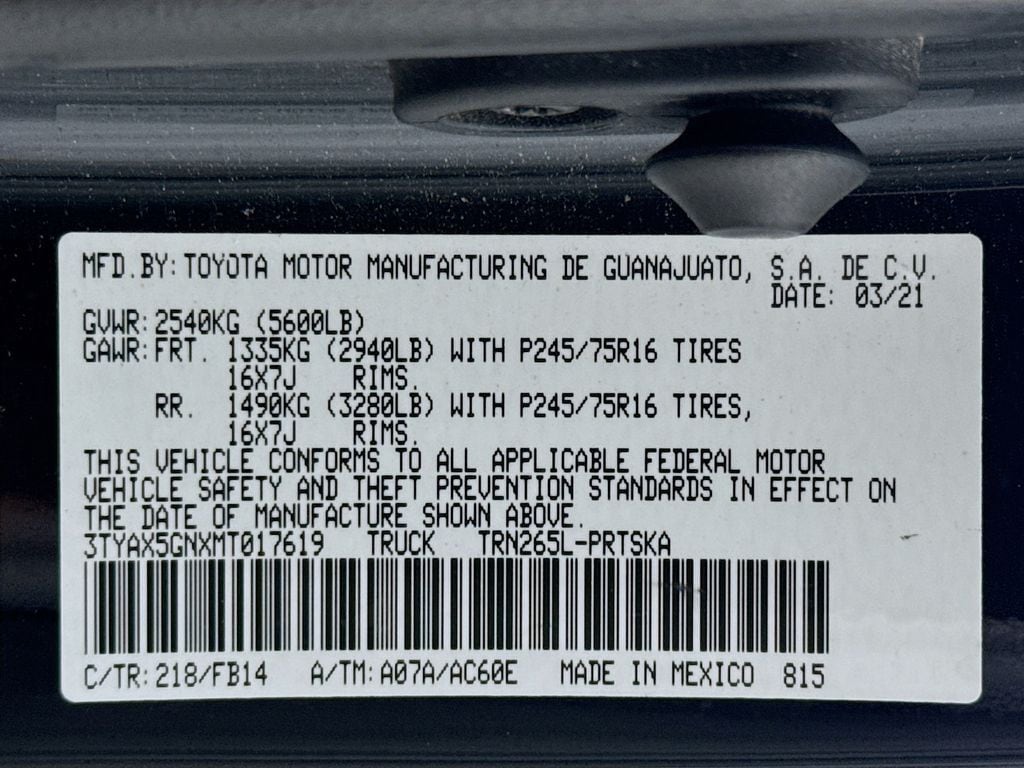 MFD.BY:TOYOTA MOTOR MANUFACTURING DE GUANAJUATO, S.A. DE C.V.
DATE: 03/21
GVWR:2540KG (5600LB)
GAWR:FRT. 1335KG (2940LB) WITH P245/75R16 TIRES
16X7J RIMS.
RR. 1490KG (3280LB) WITH P245/75R16 TIRES,
16X7J RIMS.
THIS VEHICLE CONFORMS TO ALL APPLICABLE FEDERAL MOTOR
VEHICLE SAFETY AND THEFT PREVENTION STANDARDS IN EFFECT ON
THE DATE OF MANUFACTURE SHOWN ABOVE.
3TYAX5GNXMT017619 TRUCK TRN265L-PRTSKA
C/TR:218/FB14 A/TM:A07A/AC60E MADE IN MEXICO 815